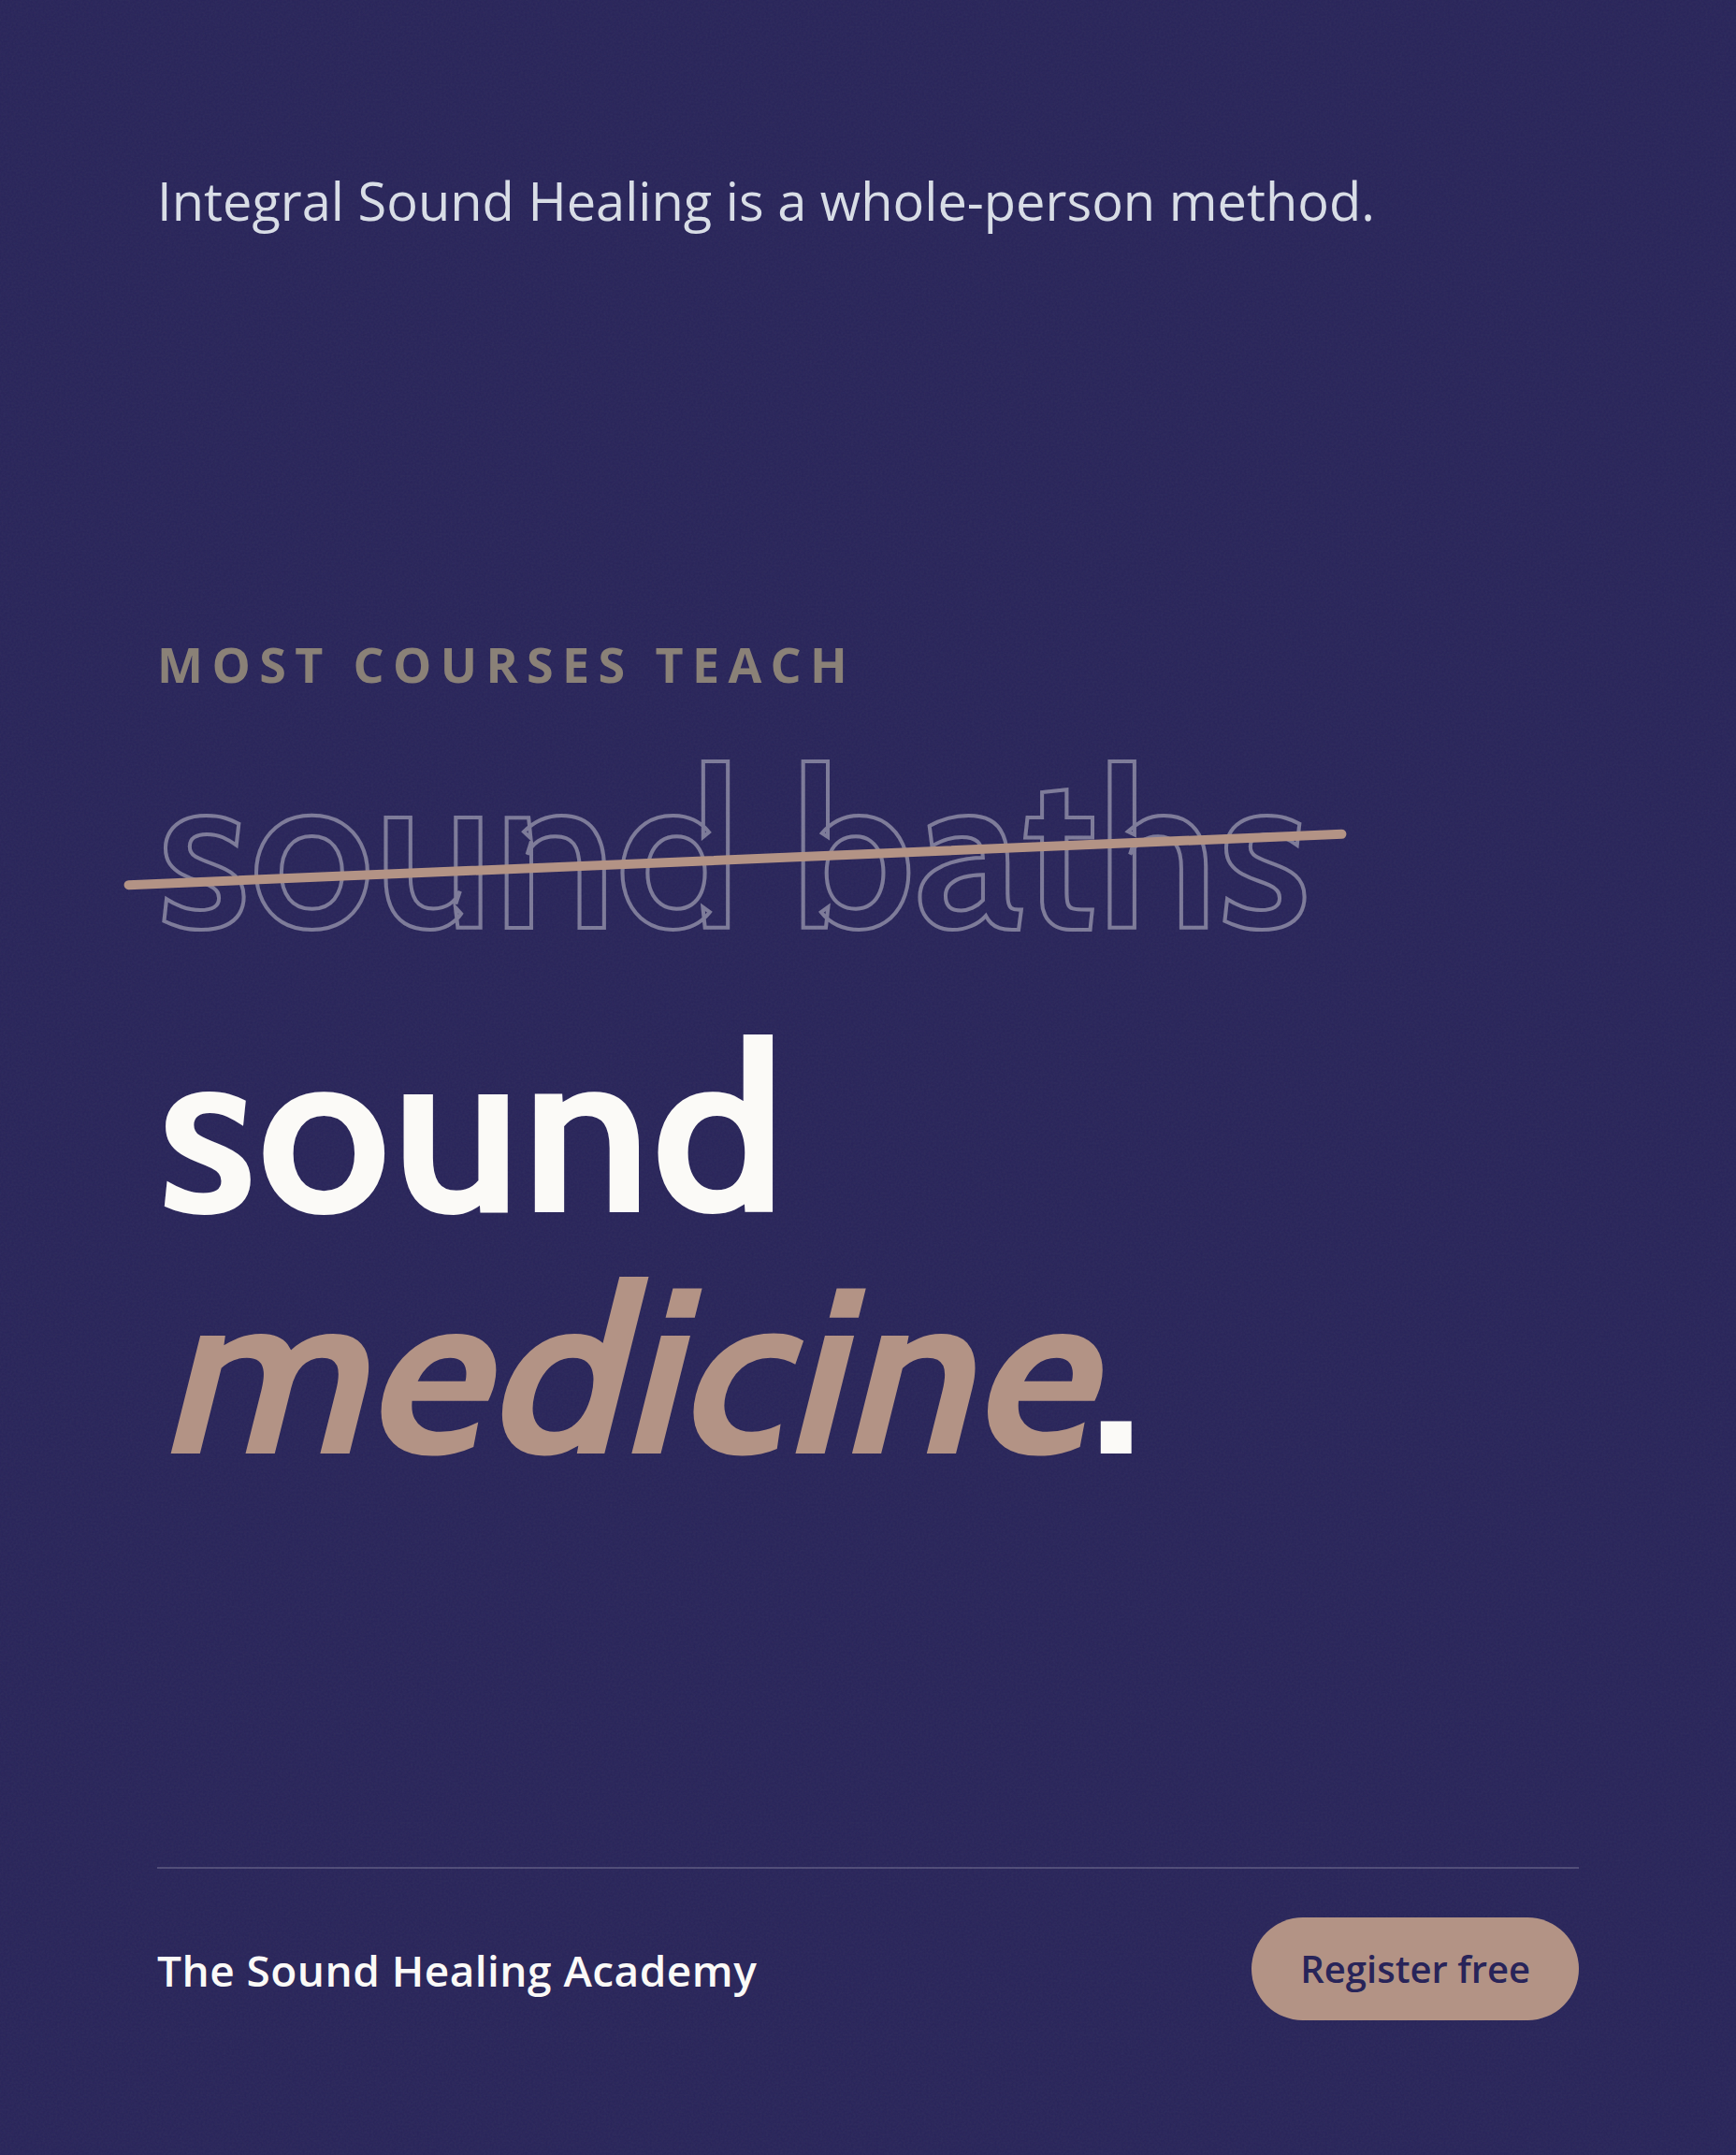 Integral Sound Healing is a whole-person method.
MOST COURSES TEACH
sound baths
sound
medicine.
The Sound Healing Academy
Register free